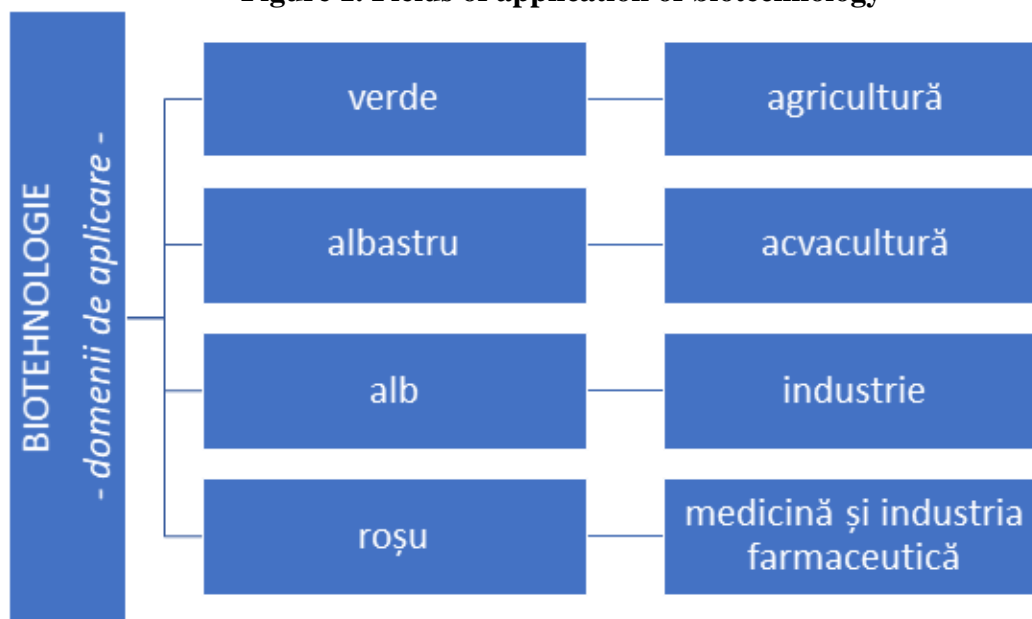 Figure Fields of application of biotechnology
BIOTEHNOLOGIE
- domenii de aplicare -
verde
agricultură
albastru
acvacultură
alb
industrie
roșu
medicină și industria
farmaceutică